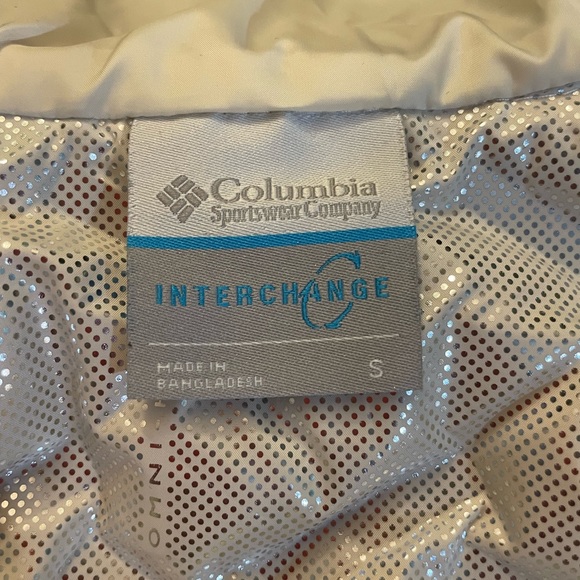 Columbia
Sportswear Company
INTERCHANGE
MADE IN
BANGLADESH
S
OMNI-